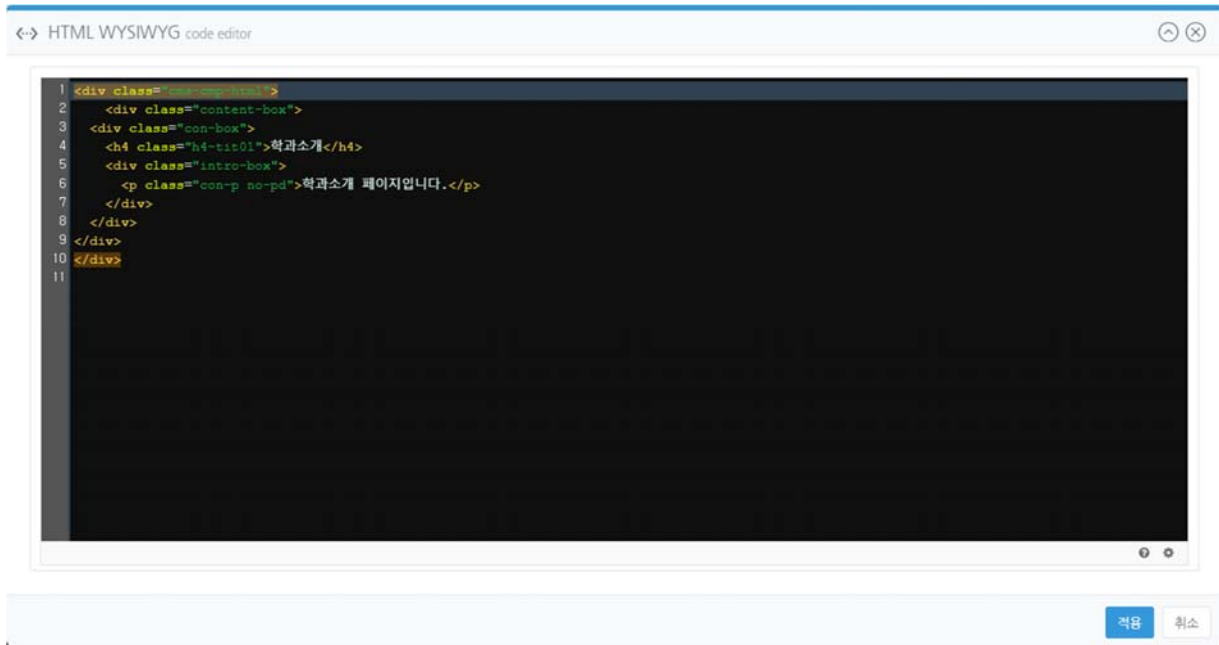 HTML WYSIWYG code editor
1 <div class="cms-cmp-html">
2 <div class="content-box">
3 <div class="con-box">
4 <h4 class="h4-tit01">학과소개</h4>
5 <div class="intro-box">
6 <p class="con-p no-pd">학과소개 페이지입니다.</p>
7 </div>
8 </div>
9 </div>
10 </div>
11
적용 취소